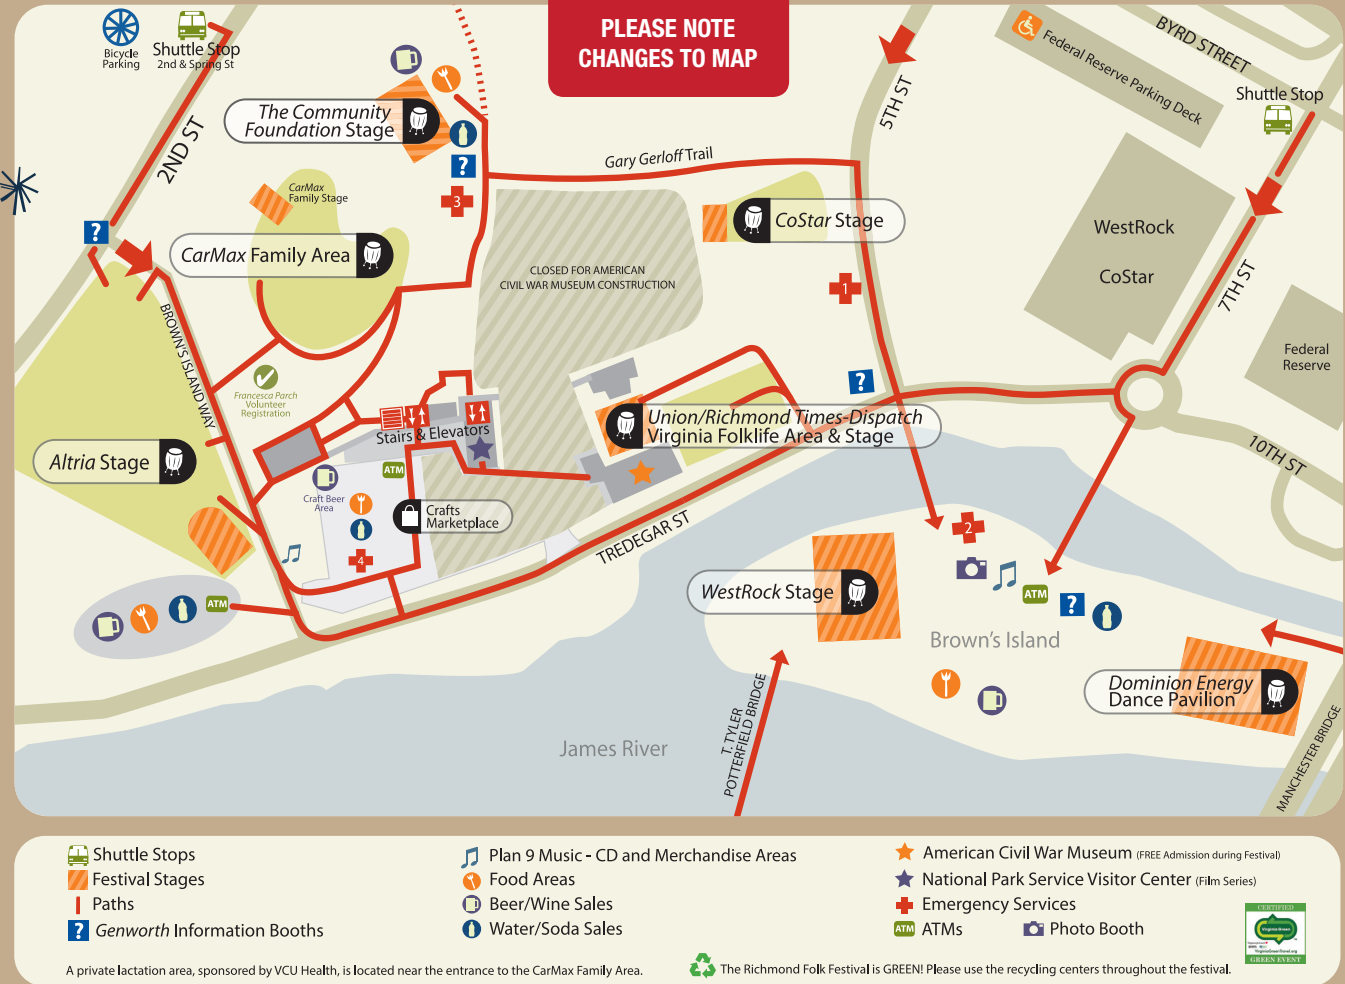 PLEASE NOTE
CHANGES TO MAP
Bicycle
Parking
Shuttle Stop
2nd & Spring St
2ND ST
The Community
Foundation Stage
?
3
Gary Gerloff Trail
5TH ST
Federal Reserve Parking Deck
BYRD STREET
Shuttle Stop
CarMax
Family Stage
?
CarMax Family Area
CoStar Stage
WestRock
CoStar
7TH ST
CLOSED FOR AMERICAN
CIVIL WAR MUSEUM CONSTRUCTION
1
Federal
Reserve
BROWN'S ISLAND WAY
Francesca Parch
Volunteer
Registration
?
Union/Richmond Times-Dispatch
Virginia Folklife Area & Stage
Stairs & Elevators
10TH ST
Altria Stage
ATM
Craft Beer
Area
Crafts
Marketplace
4
TREDEGAR ST
2
WestRock Stage
ATM
?
ATM
Brown's Island
Dominion Energy
Dance Pavilion
James River
T. TYLER
POTTERFIELD BRIDGE
MANCHESTER BRIDGE
Shuttle Stops
Festival Stages
Paths
? Genworth Information Booths
Plan 9 Music - CD and Merchandise Areas
Food Areas
Beer/Wine Sales
Water/Soda Sales
American Civil War Museum (FREE Admission during Festival)
National Park Service Visitor Center (Film Series)
Emergency Services
ATM ATMs Photo Booth
CERTIFIED
Virginia Green
GREEN EVENT
A private lactation area, sponsored by VCU Health, is located near the entrance to the CarMax Family Area.
The Richmond Folk Festival is GREEN! Please use the recycling centers throughout the festival.